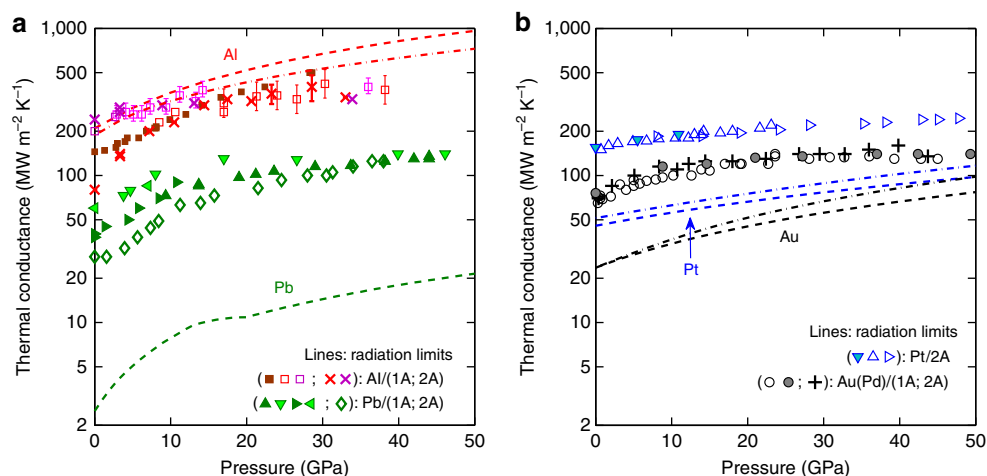 a
Thermal conductance (MW m⁻² K⁻¹)
1,000
500
200
100
50
20
10
5
2
Al
Pb
Lines: radiation limits
(■ □ □ ; × ×): Al/(1A; 2A)
(▲ ▼ ▶ ◀ ; ◇): Pb/(1A; 2A)
0 10 20 30 40 50
Pressure (GPa)
b
Thermal conductance (MW m⁻² K⁻¹)
1,000
500
200
100
50
20
10
5
2
Au
Pt
Lines: radiation limits
(▼ △ ▷): Pt/2A
(○ ; ● ; +): Au(Pd)/(1A; 2A)
0 10 20 30 40 50
Pressure (GPa)